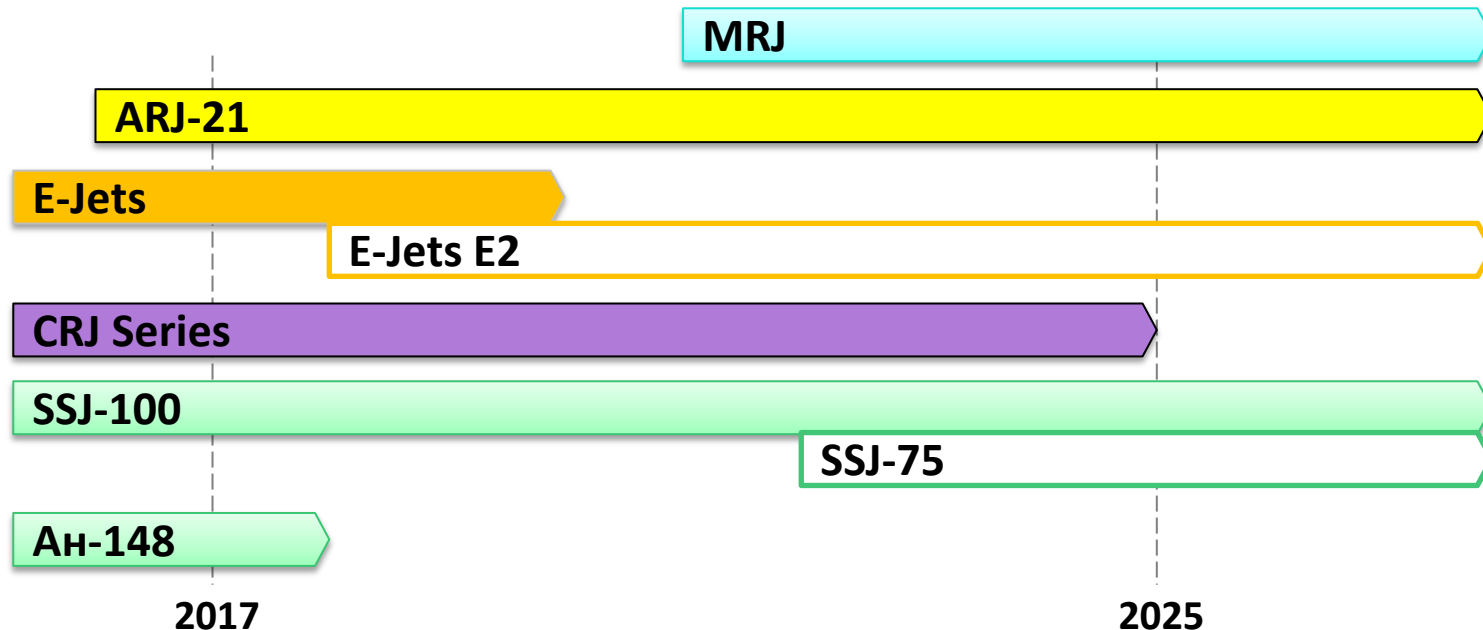 MRJ
ARJ-21
E-Jets
E-Jets E2
CRJ Series
SSJ-100
SSJ-75
Ан-148
2017
2025